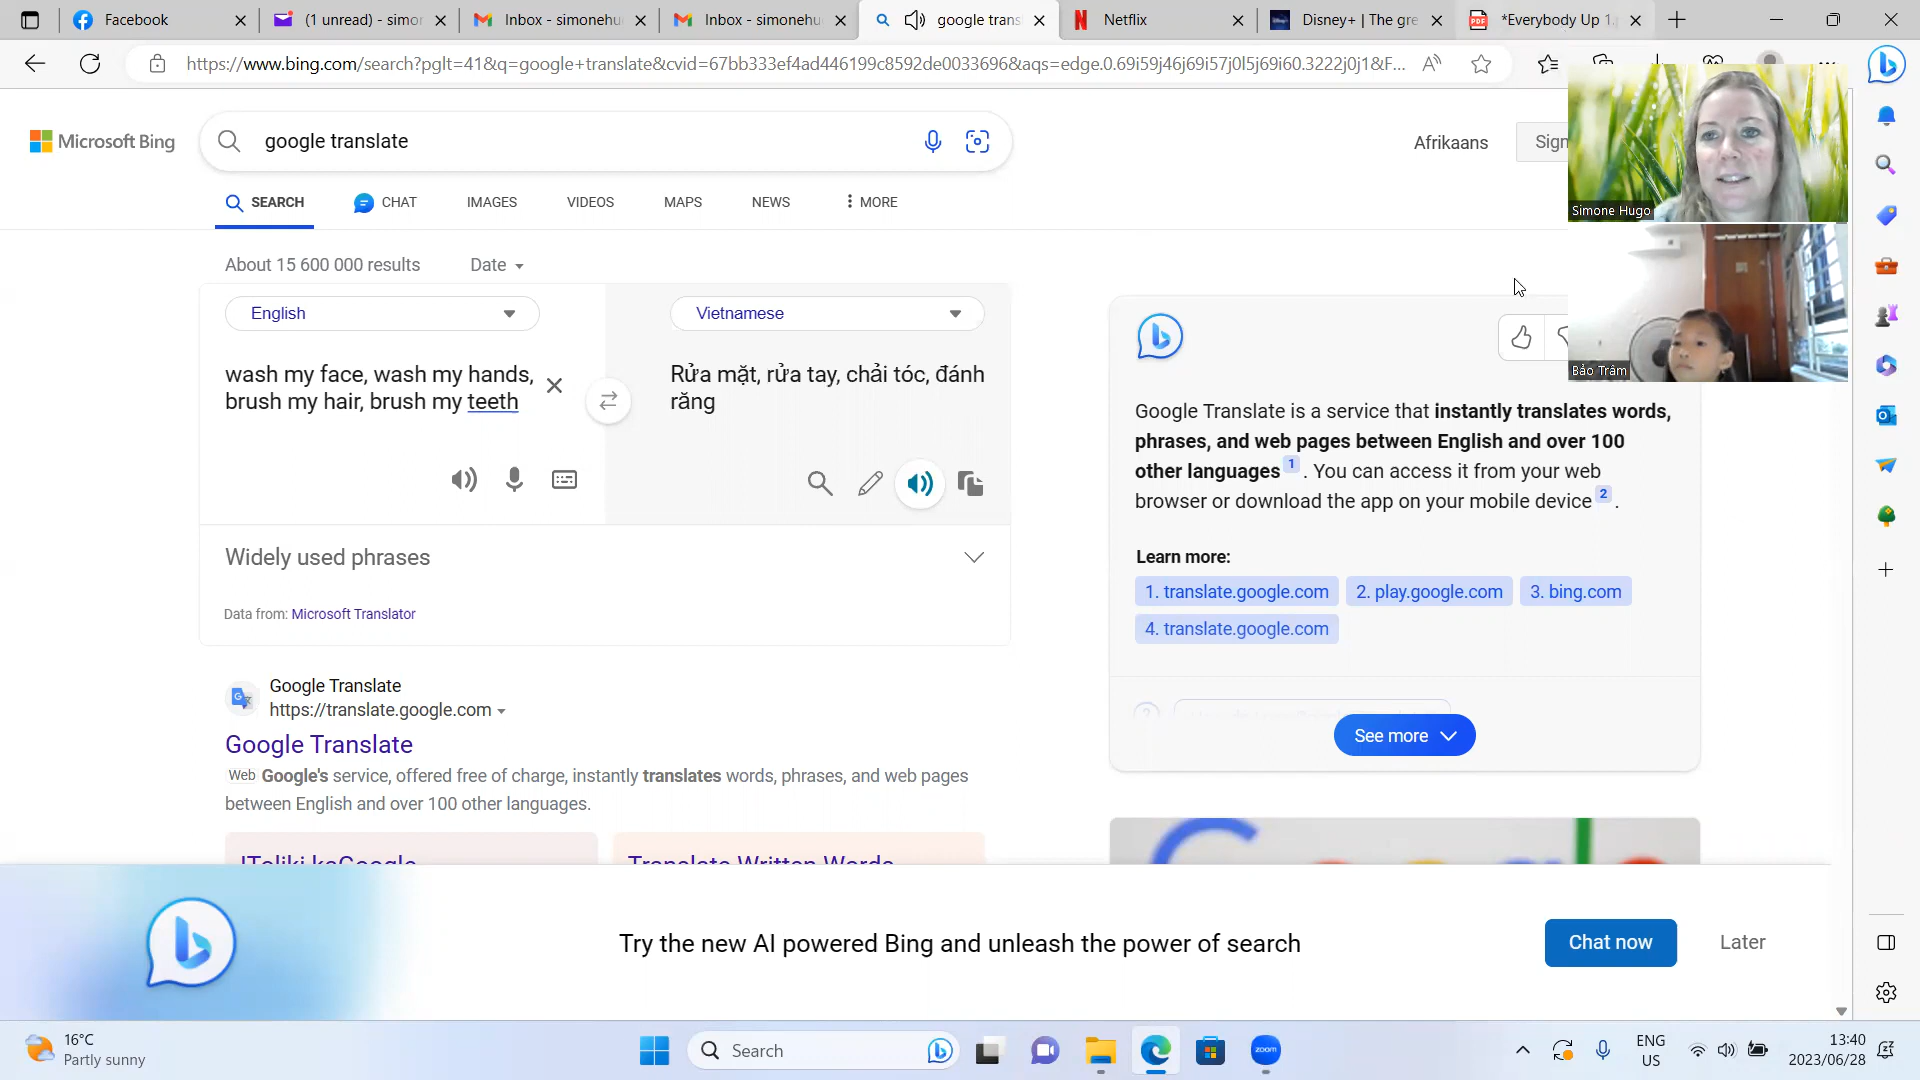 Facebook
(1 unread) - simo
Inbox - simonehu
Inbox - simonehu
google trans
Netflix
Disney+ | The gre
*Everybody Up 1.
https://www.bing.com/search?pglt=41&q=google+translate&cvid=67bb333ef4ad446199c8592de0033696&aqs=edge.0.69i59j46j69i57j0l5j69i60.3222j0j1&F...
Microsoft Bing
google translate
Afrikaans
Sign
Simone Hugo
SEARCH
CHAT
IMAGES
VIDEOS
MAPS
NEWS
MORE
About 15 600 000 results
Date
English
Vietnamese
Bảo Trâm
wash my face, wash my hands,
brush my hair, brush my teeth
Rửa mặt, rửa tay, chải tóc, đánh
răng
Google Translate is a service that instantly translates words,
phrases, and web pages between English and over 100
other languages 1 . You can access it from your web
browser or download the app on your mobile device 2 .
Widely used phrases
Learn more:
1. translate.google.com
2. play.google.com
3. bing.com
4. translate.google.com
Data from: Microsoft Translator
Google Translate
https://translate.google.com
Google Translate
Web Google's service, offered free of charge, instantly translates words, phrases, and web pages
between English and over 100 other languages.
See more
IToliki kaGoogle
Translate Written Words
Try the new AI powered Bing and unleash the power of search
Chat now
Later
16°C
Partly sunny
Search
zoom
ENG
US
13:40
2023/06/28